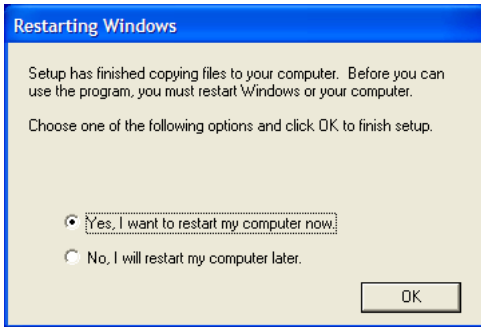 Restarting Windows
Setup has finished copying files to your computer.  Before you can
use the program, you must restart Windows or your computer.
Choose one of the following options and click OK to finish setup.
Yes, I want to restart my computer now.
No, I will restart my computer later.
OK